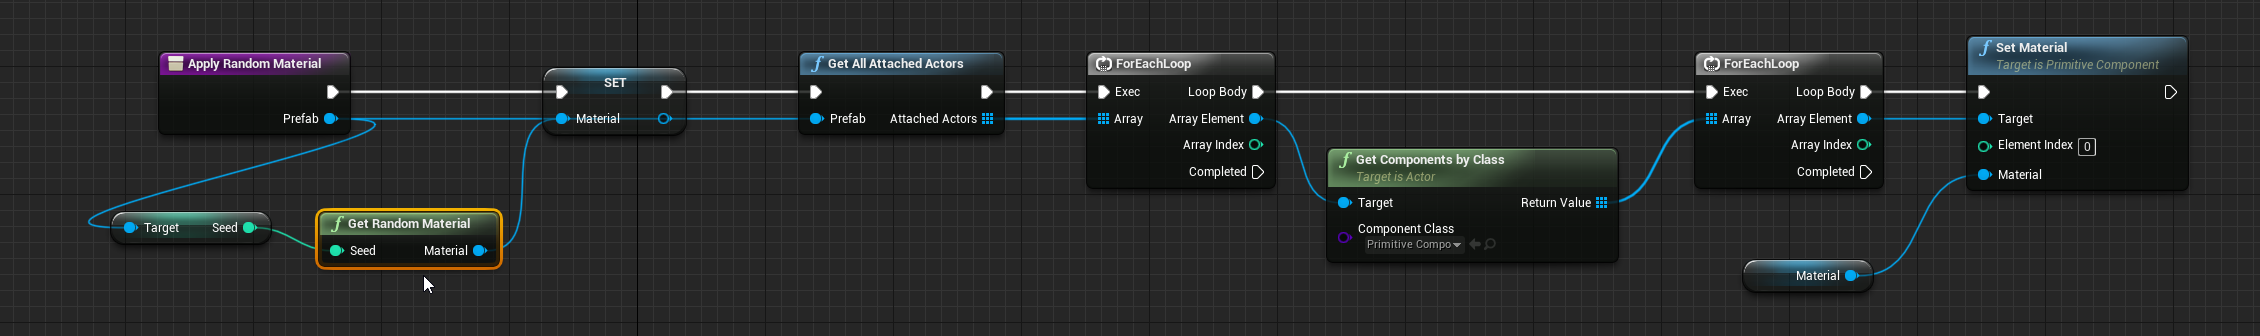 Apply Random Material
Prefab
Target Seed
Get Random Material
Seed Material
SET
Material
Get All Attached Actors
Prefab Attached Actors
ForEachLoop
Exec Loop Body
Array Array Element
Array Index
Completed
Get Components by Class
Target is Actor
Target Return Value
Component Class
Primitive Compo
ForEachLoop
Exec Loop Body
Array Array Element
Array Index
Completed
Material
Set Material
Target is Primitive Component
Target
Element Index 0
Material